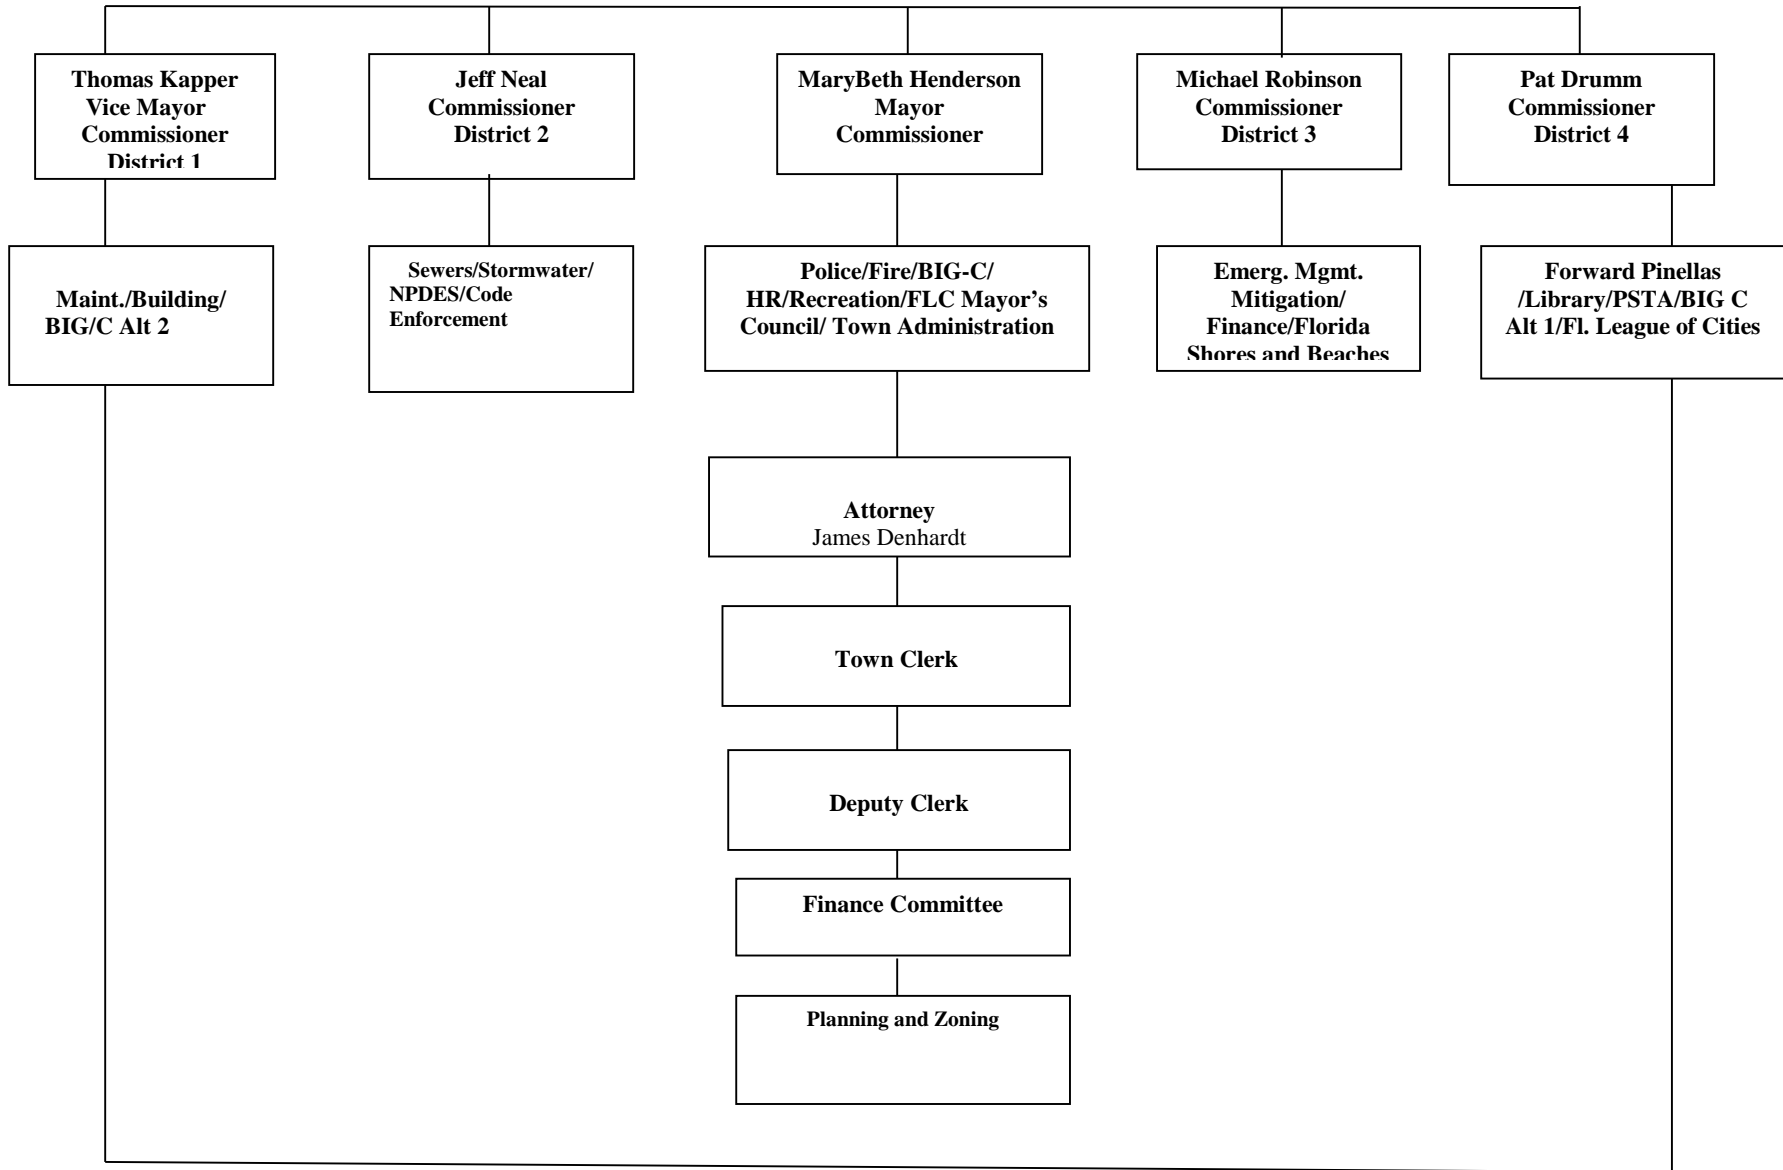 Thomas Kapper
Vice Mayor
Commissioner
District 1
Jeff Neal
Commissioner
District 2
MaryBeth Henderson
Mayor
Commissioner
Michael Robinson
Commissioner
District 3
Pat Drumm
Commissioner
District 4
Maint./Building/
BIG/C Alt 2
Sewers/Stormwater/
NPDES/Code
Enforcement
Police/Fire/BIG-C/
HR/Recreation/FLC Mayor’s
Council/ Town Administration
Emerg. Mgmt.
Mitigation/
Finance/Florida
Shores and Beaches
Forward Pinellas
/Library/PSTA/BIG C
Alt 1/Fl. League of Cities
Attorney
James Denhardt
Town Clerk
Deputy Clerk
Finance Committee
Planning and Zoning